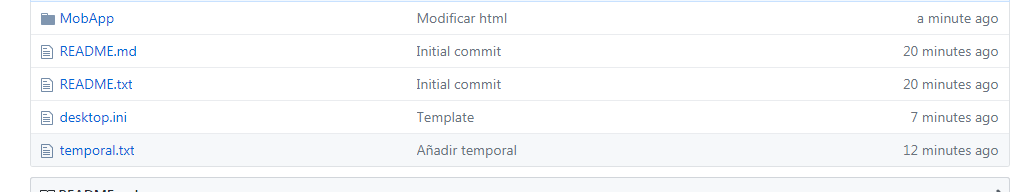 MobApp Modificar html a minute ago
README.md Initial commit 20 minutes ago
README.txt Initial commit 20 minutes ago
desktop.ini Template 7 minutes ago
temporal.txt Añadir temporal 12 minutes ago